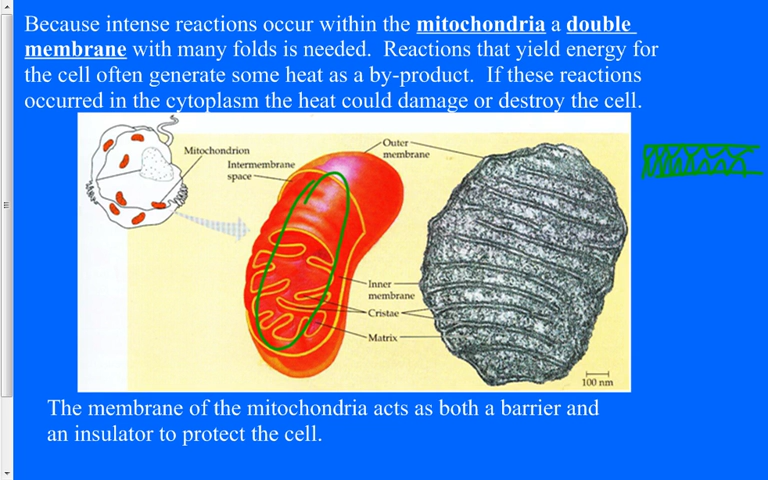 Because intense reactions occur within the mitochondria a double
membrane with many folds is needed. Reactions that yield energy for
the cell often generate some heat as a by-product. If these reactions
occurred in the cytoplasm the heat could damage or destroy the cell.
Mitochondrion
Intermembrane
space
Outer
membrane
Inner
membrane
Cristae
Matrix
100 nm
The membrane of the mitochondria acts as both a barrier and
an insulator to protect the cell.